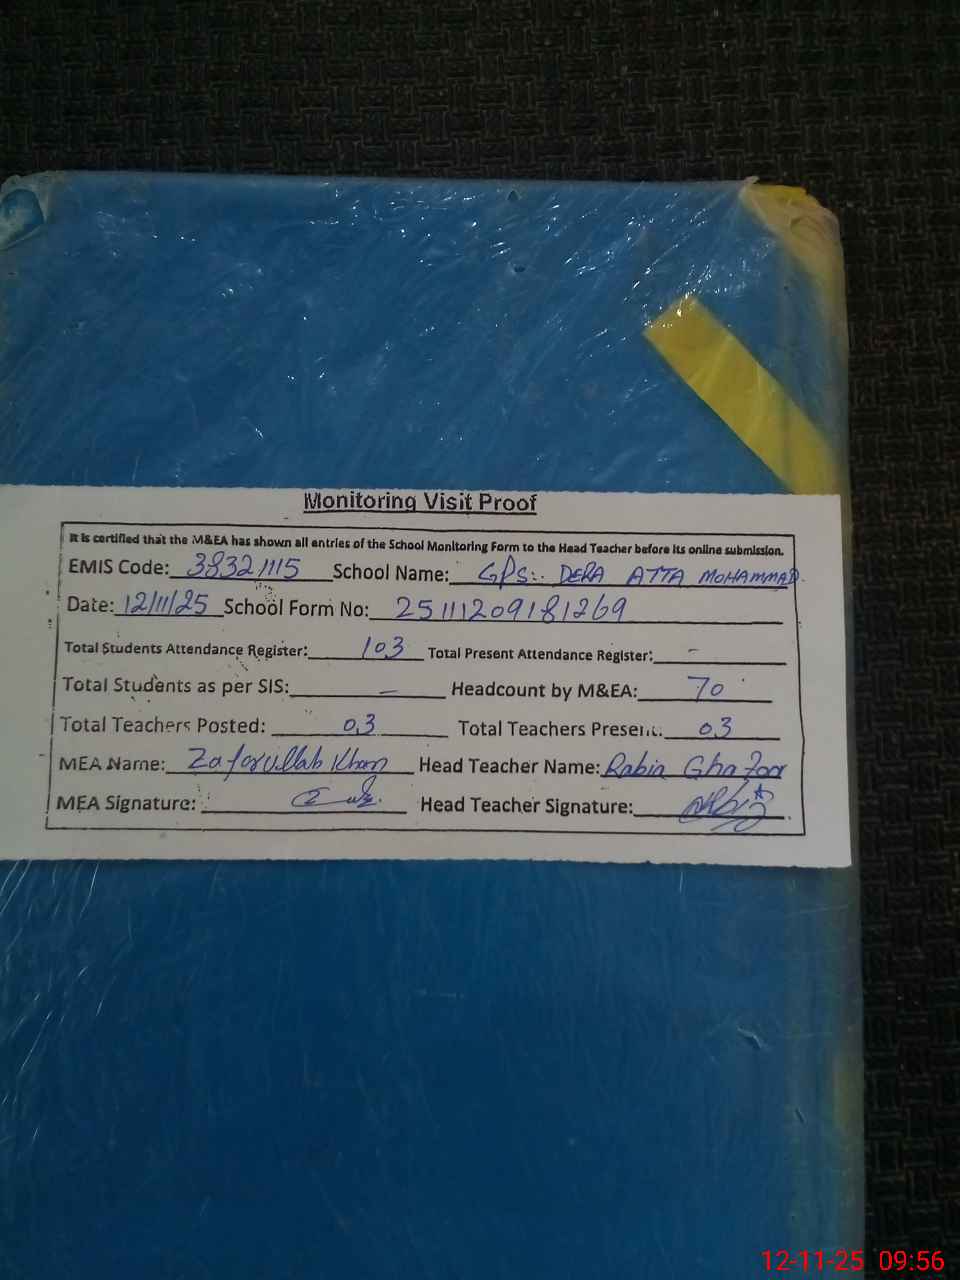 Monitoring Visit Proof
It is certified that the M&EA has shown all entries of the School Monitoring Form to the Head Teacher before its online submission.
EMIS Code: 38321115 School Name: GPS:. DERA ATTA MOHAMMAD.
Date: 12/11/25 School Form No: 25111209181269
Total Students Attendance Register: 103 Total Present Attendance Register: -
Total Students as per SIS: - Headcount by M&EA: 70
Total Teachers Posted: 03 Total Teachers Present: 03
MEA Name: Zafarullah Khan Head Teacher Name: Rabia Ghafoor
MEA Signature: Head Teacher Signature:
12-11-25 09:56